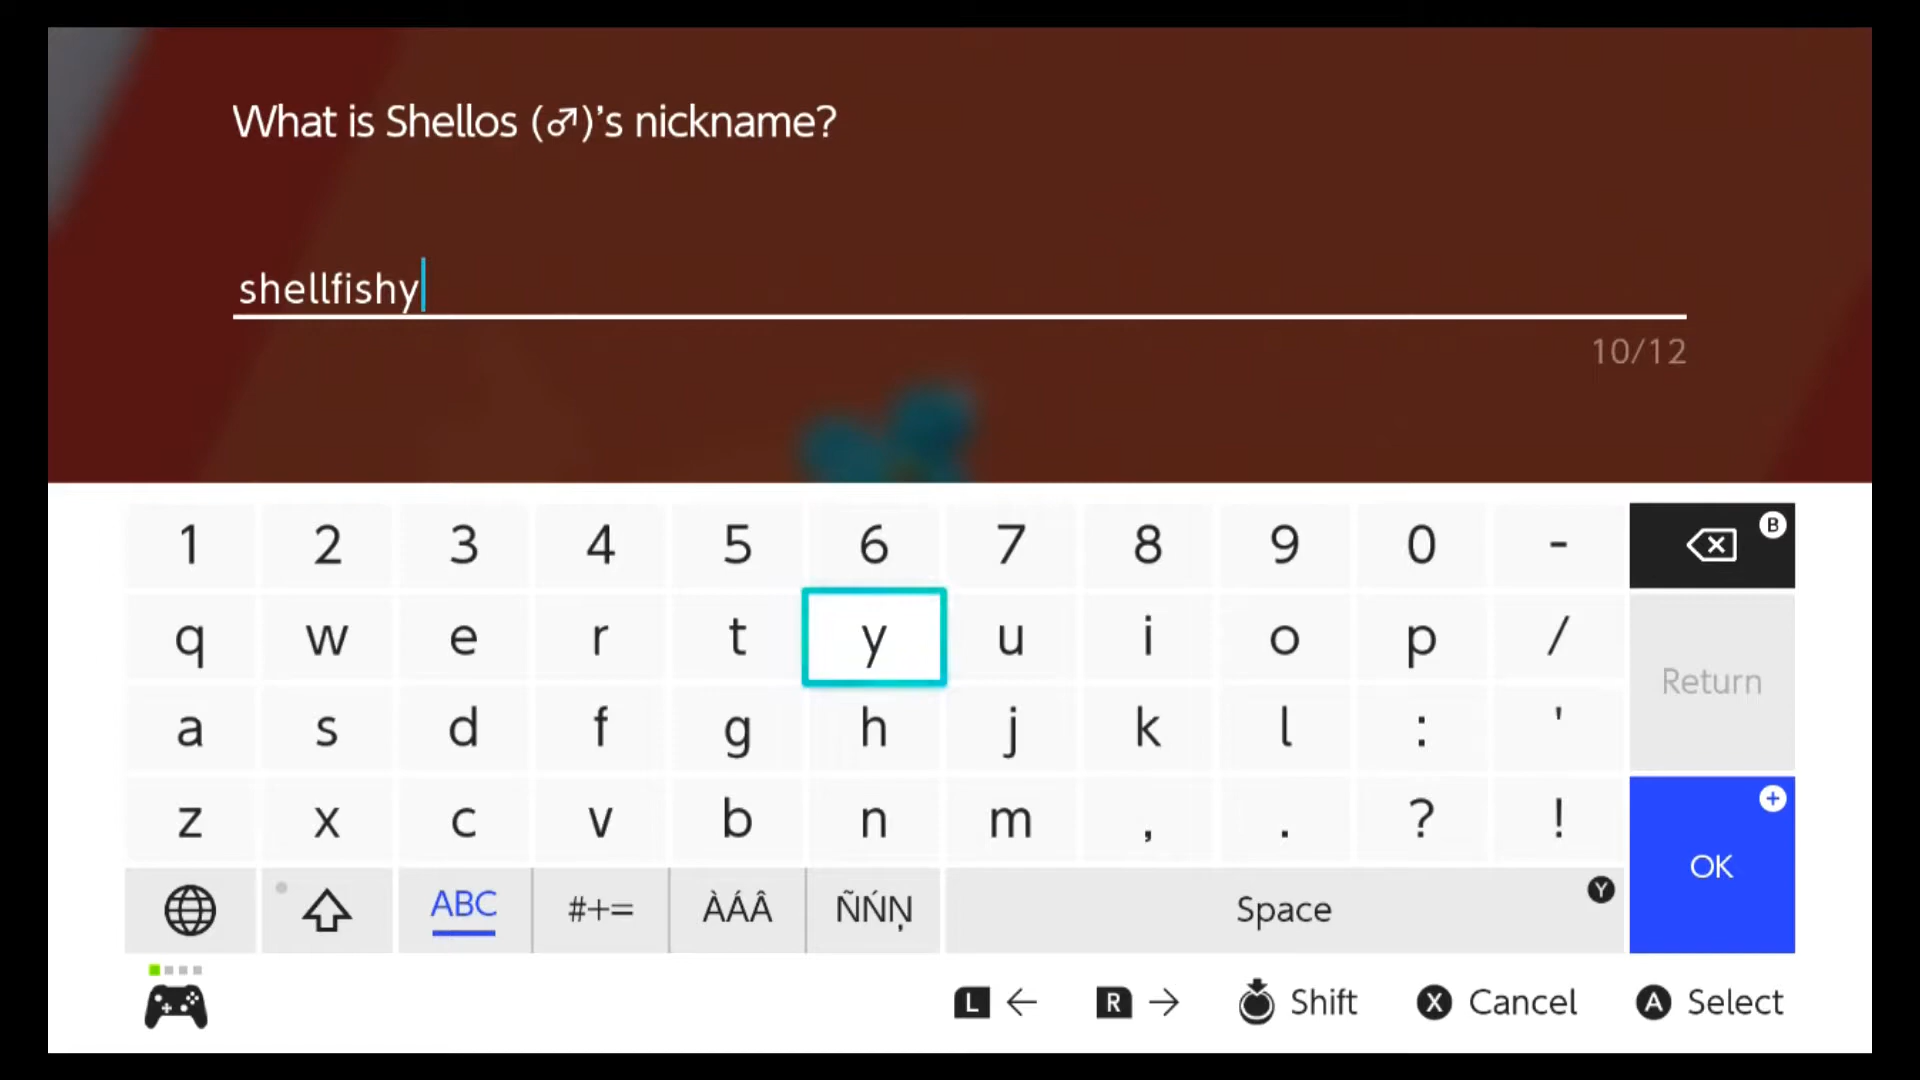 What is Shellos (♂)'s nickname?
shellfishy
10/12
1 2 3 4 5 6 7 8 9 0 - B
q w e r t y u i o p /
Return
a s d f g h j k l : '
z x c v b n m , . ? ! +
OK
ABC #+= ÀÁÂ ÑŃŅ Space Y
L ← R → Shift X Cancel A Select